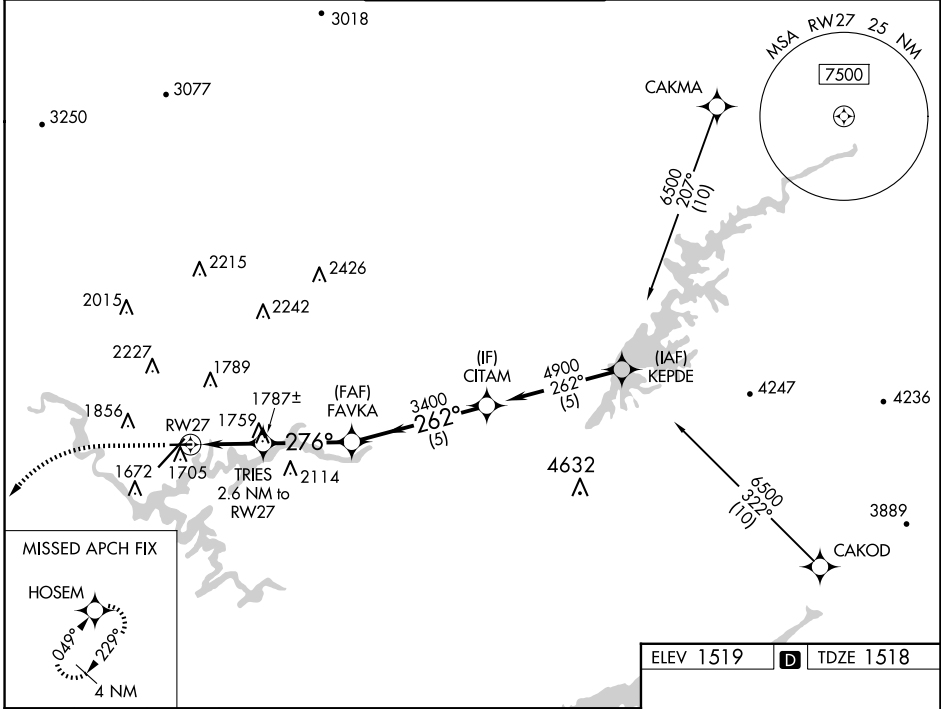 3018
MSA RW27 25 NM
7500
3077
3250
CAKMA
6500
207°
(10)
2215
2426
2015
2242
2227
1789
(IF)
CITAM
4900
262°
(5)
(IAF)
KEPDE
1787±
(FAF)
FAVKA
3400
262°
(5)
4247
4236
1856
RW27
1759
276°
1672
1705
TRIES
2.6 NM to
RW27
2114
4632
6500
322°
(10)
3889
CAKOD
MISSED APCH FIX
HOSEM
049°
229°
4 NM
ELEV 1519 D TDZE 1518